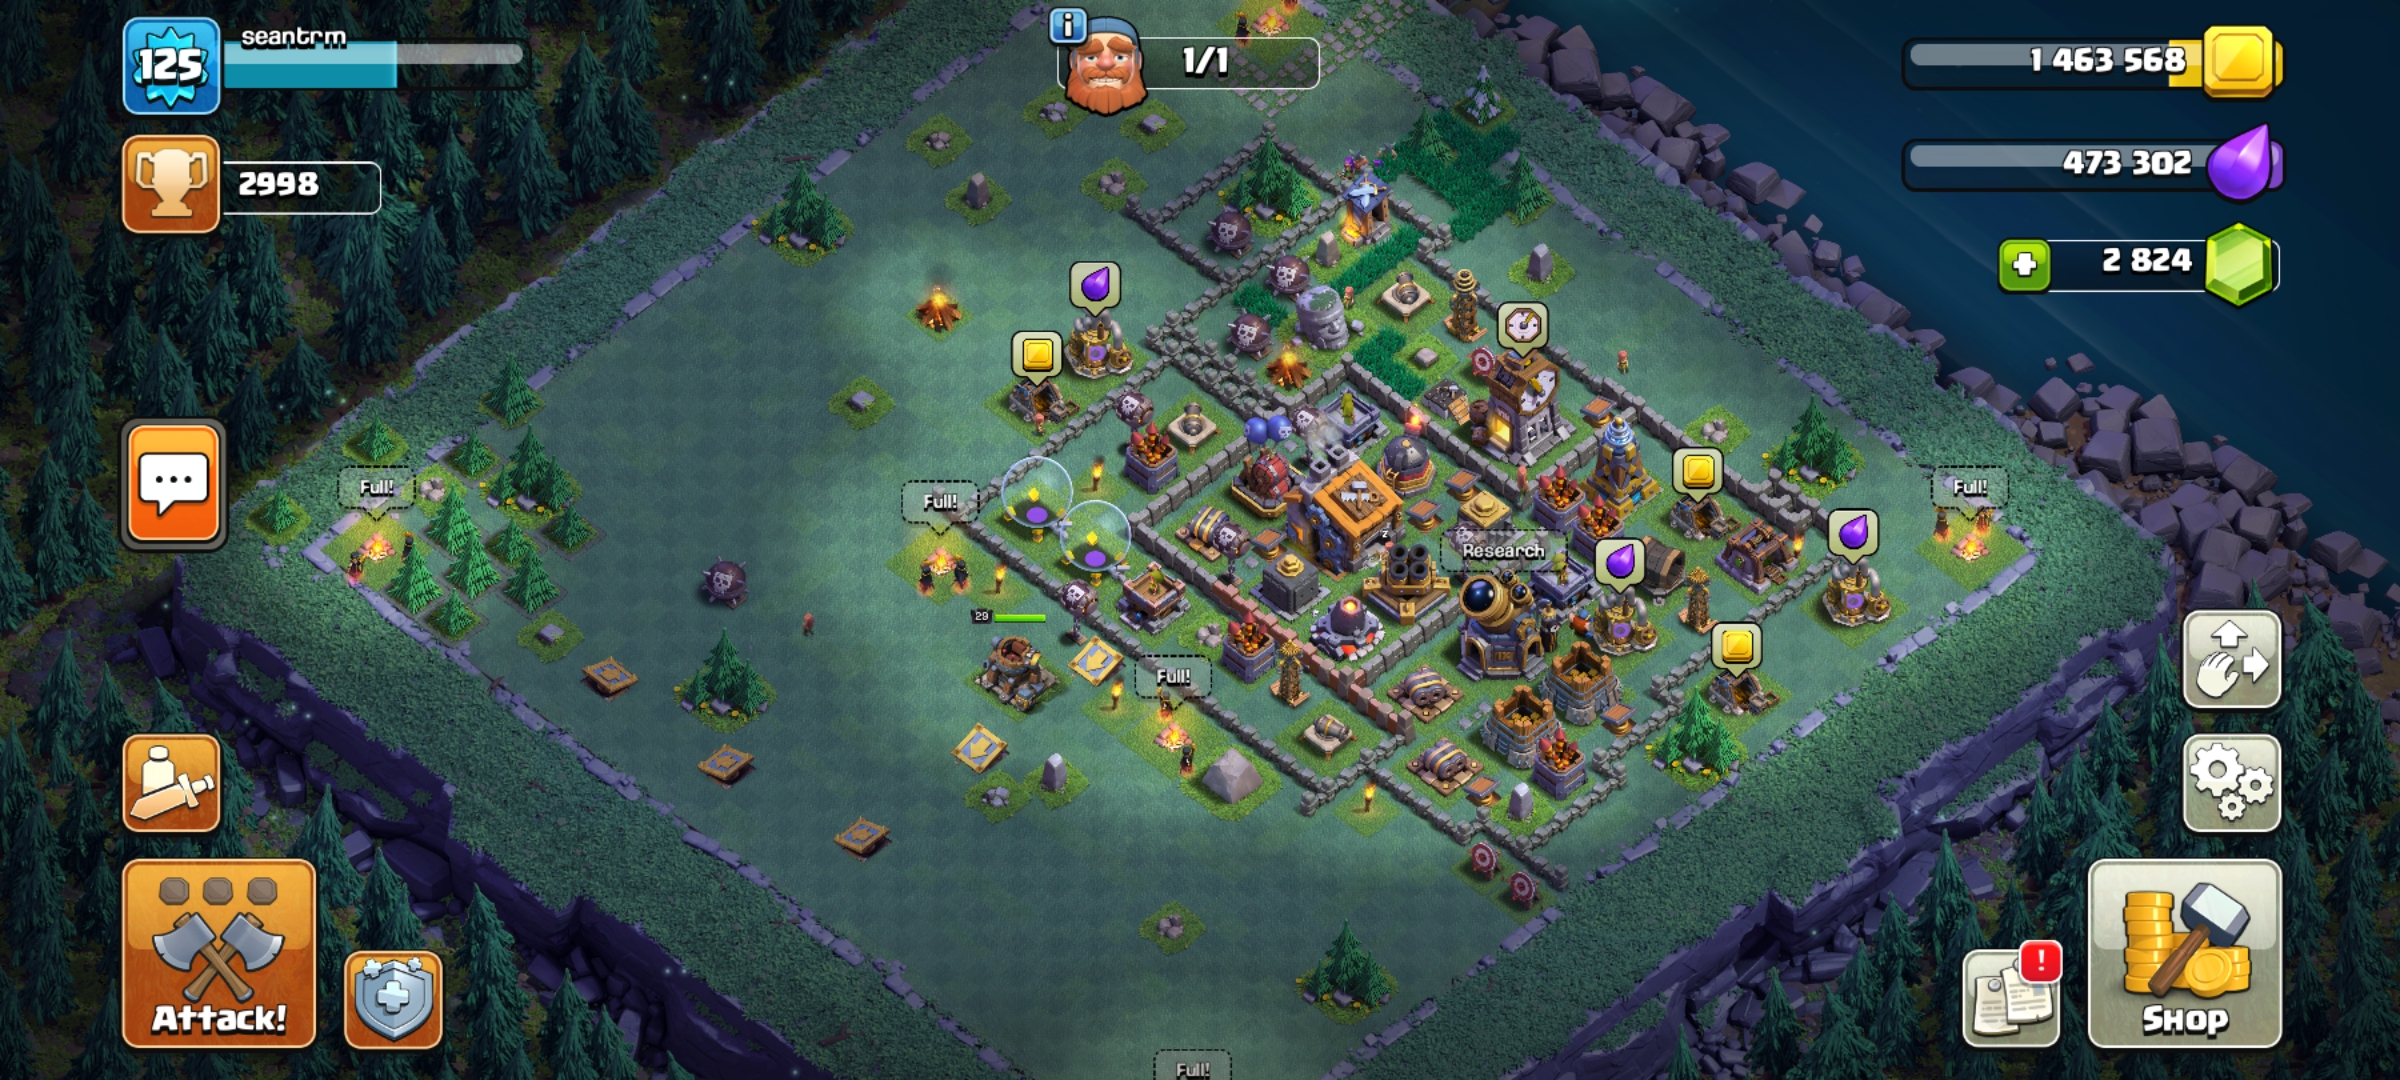 seantrm
125
i
1/1
1 463 568
2998
473 302
2 824
Full!
Full!
Full!
Research
29
Full!
!
Attack!
Shop
Full!